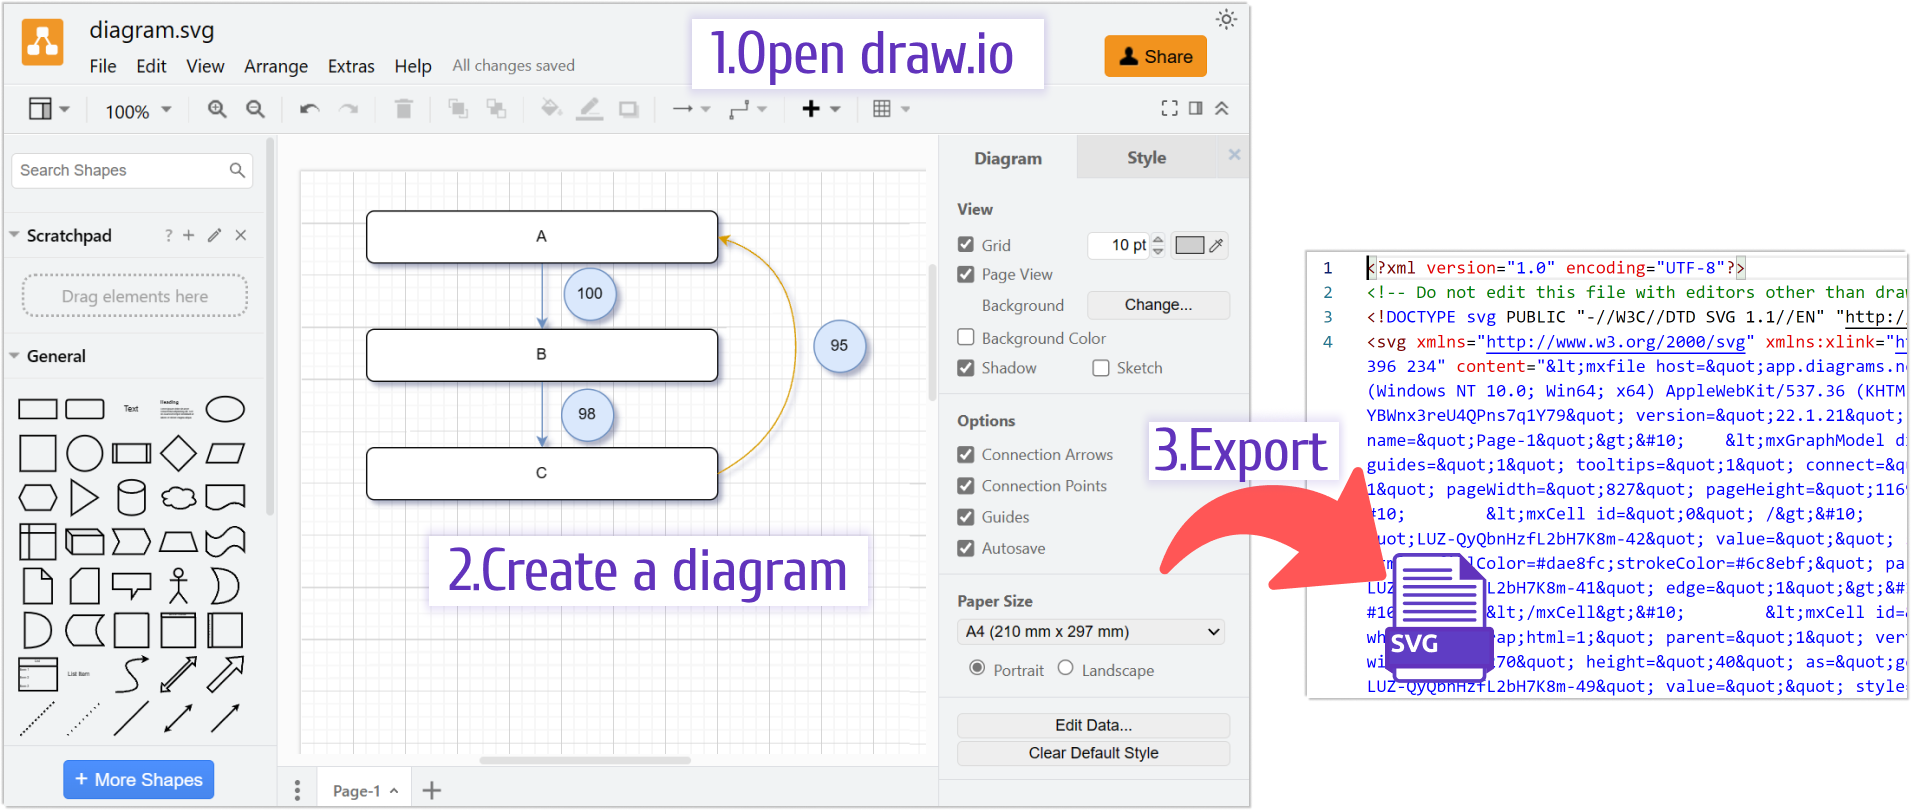 diagram.svg
File Edit View Arrange Extras Help All changes saved
1.Open draw.io
Share
100%
Search Shapes
Scratchpad
?
Drag elements here
General
Text
Heading
List Item
+ More Shapes
A
100
B
95
98
C
2.Create a diagram
Page-1
Diagram Style
View
Grid 10 pt
Page View
Background Change...
Background Color
Shadow Sketch
Options
Connection Arrows
Connection Points
Guides
Autosave
Paper Size
A4 (210 mm x 297 mm)
Portrait Landscape
Edit Data...
Clear Default Style
3.Export
1 <?xml version="1.0" encoding="UTF-8"?>
2 <!-- Do not edit this file with editors other than draw
3 <!DOCTYPE svg PUBLIC "-//W3C//DTD SVG 1.1//EN" "http:/
4 <svg xmlns="http://www.w3.org/2000/svg" xmlns:xlink="ht
396 234" content="&lt;mxfile host=&quot;app.diagrams.ne
(Windows NT 10.0; Win64; x64) AppleWebKit/537.36 (KHTM
YBWnx3reU4QPns7q1Y79&quot; version=&quot;22.1.21&quot;
name=&quot;Page-1&quot;&gt;&#10; &lt;mxGraphModel d
guides=&quot;1&quot; tooltips=&quot;1&quot; connect=&q
1&quot; pageWidth=&quot;827&quot; pageHeight=&quot;1169
#10; &lt;mxCell id=&quot;0&quot; /&gt;&#10;
quot;LUZ-QyQbnHzfL2bH7K8m-42&quot; value=&quot;&quot;
lColor=#dae8fc;strokeColor=#6c8ebf;&quot; pa
LUZ bH7K8m-41&quot; edge=&quot;1&quot;&gt;&#
#10 &lt;/mxCell&gt;&#10; &lt;mxCell id=&
wh ap;html=1;&quot; parent=&quot;1&quot; ver
wi 70&quot; height=&quot;40&quot; as=&quot;g
LUZ-QyQbnHzfL2bH7K8m-49&quot; value=&quot;&quot; style=
SVG